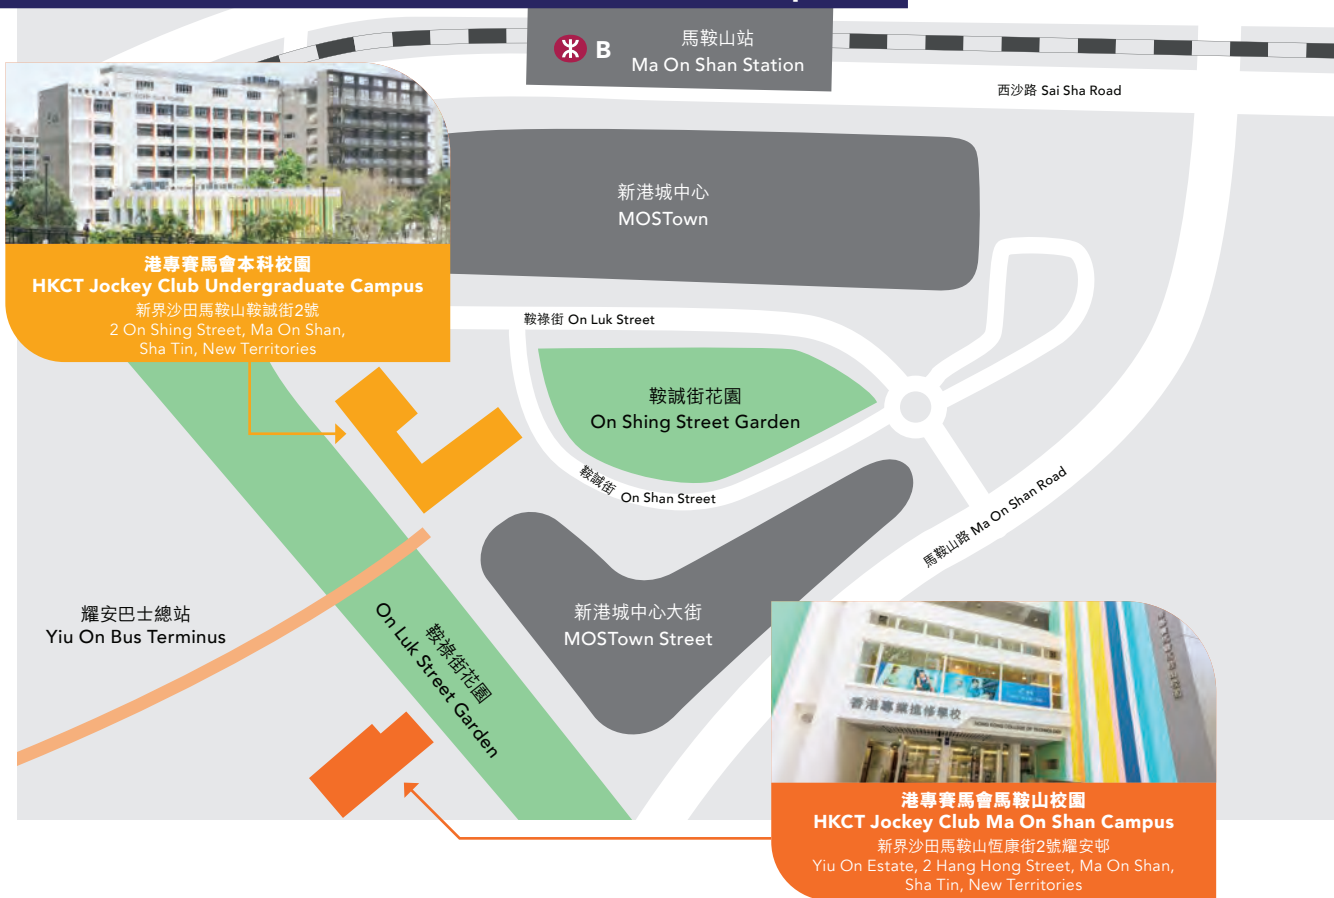 B
馬鞍山站
Ma On Shan Station
西沙路 Sai Sha Road
新港城中心
MOSTown
港專賽馬會本科校園
HKCT Jockey Club Undergraduate Campus
新界沙田馬鞍山鞍誠街2號
2 On Shing Street, Ma On Shan,
Sha Tin, New Territories
鞍祿街 On Luk Street
鞍誠街花園
On Shing Street Garden
鞍誠街 On Shan Street
馬鞍山路 Ma On Shan Road
耀安巴士總站
Yiu On Bus Terminus
鞍祿街花園
On Luk Street Garden
新港城中心大街
MOSTown Street
香港專業進修學校
HONG KONG COLLEGE OF TECHNOLOGY
港專賽馬會馬鞍山校園
HKCT Jockey Club Ma On Shan Campus
新界沙田馬鞍山恆康街2號耀安邨
Yiu On Estate, 2 Hang Hong Street, Ma On Shan,
Sha Tin, New Territories